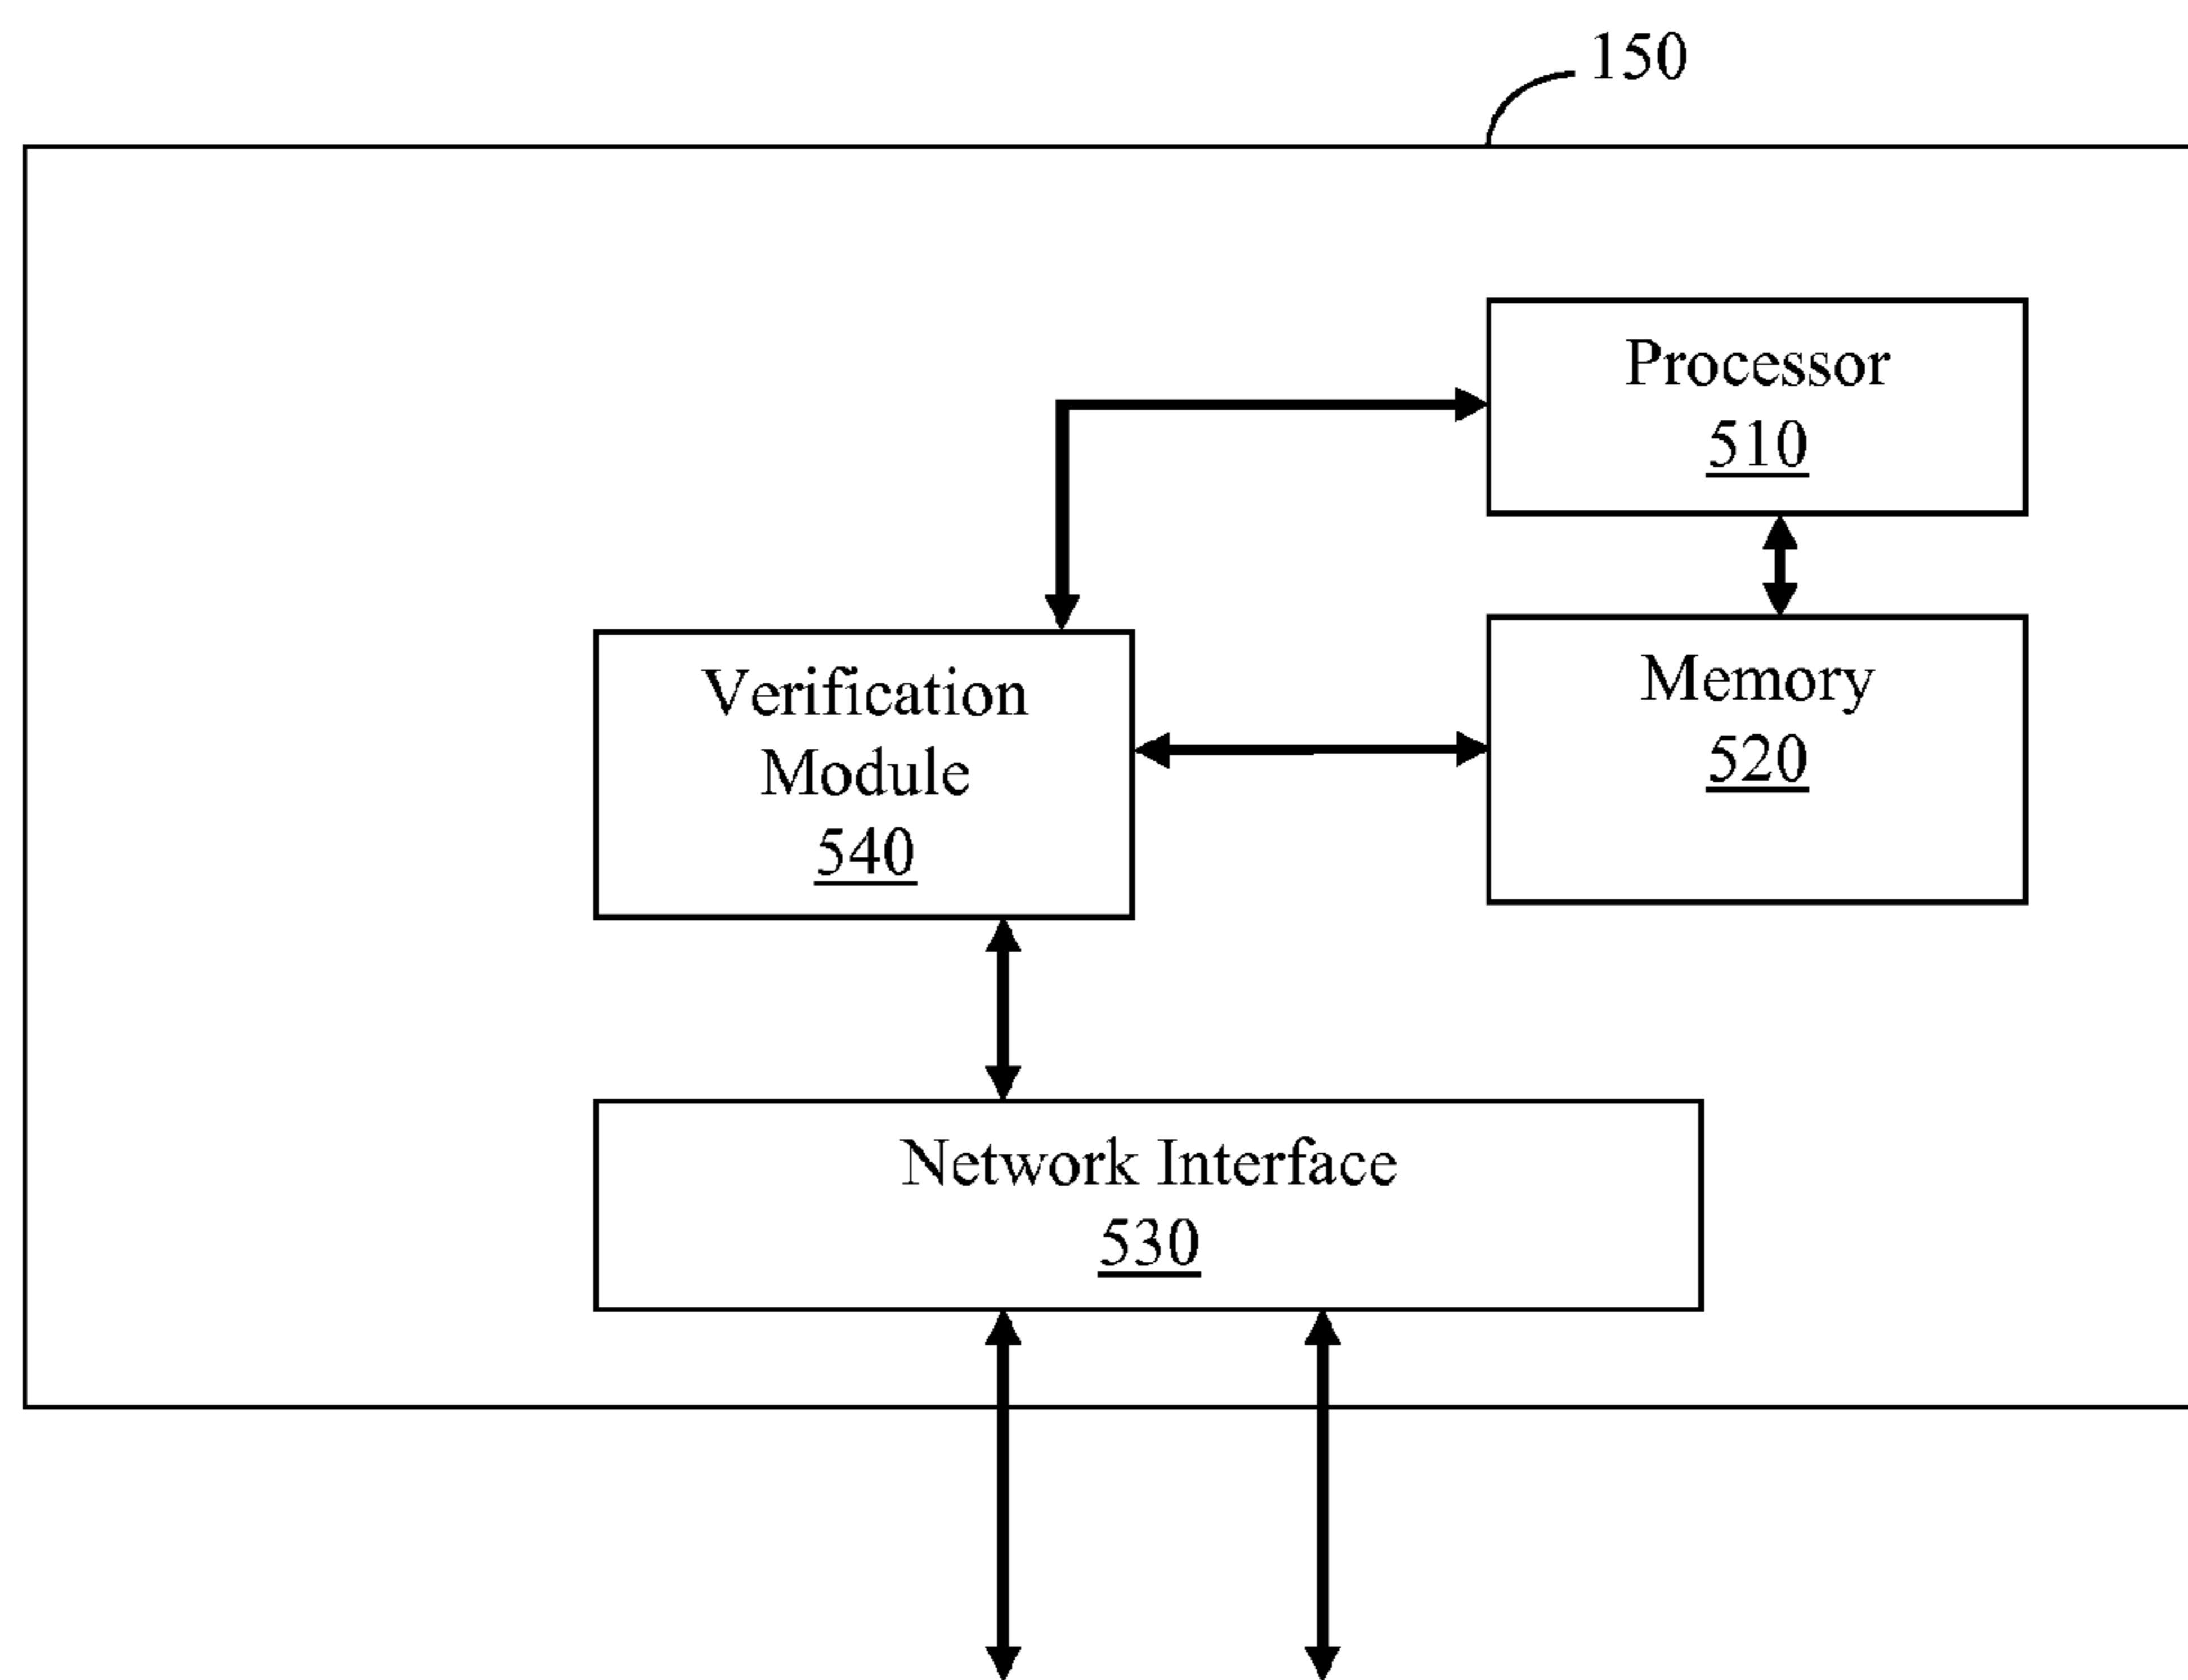 150
Processor
510
Memory
520
Verification
Module
540
Network Interface
530